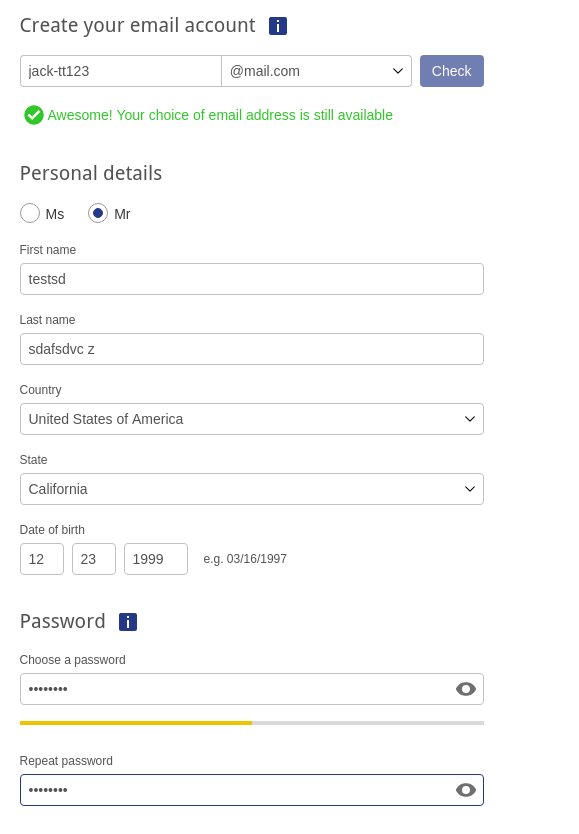 Create your email account i
jack-tt123 @mail.com Check
Awesome! Your choice of email address is still available
Personal details
Ms Mr
First name
testsd
Last name
sdafsdvc z
Country
United States of America
State
California
Date of birth
12 23 1999 e.g. 03/16/1997
Password i
Choose a password
••••••••
Repeat password
••••••••